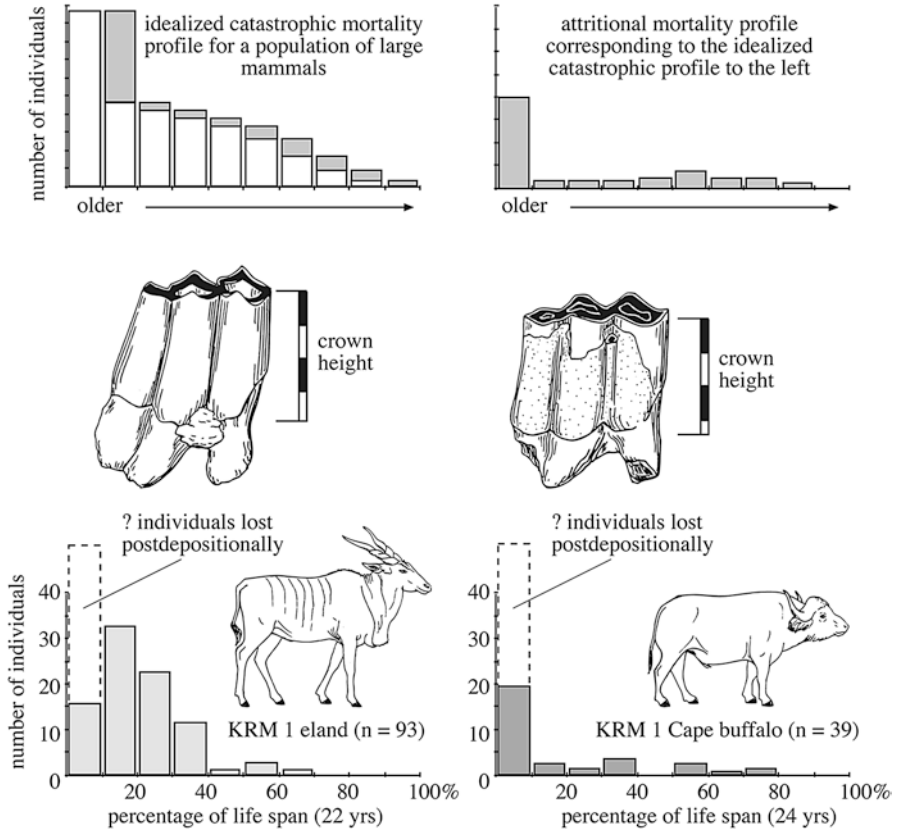 number of individuals
idealized catastrophic mortality
profile for a population of large
mammals
older
attritional mortality profile
corresponding to the idealized
catastrophic profile to the left
older
crown
height
crown
height
? individuals lost
postdepositionally
number of individuals
40
30
20
10
0
KRM 1 eland (n = 93)
20
40
60
80
100%
percentage of life span (22 yrs)
? individuals lost
postdepositionally
40
30
20
10
0
KRM 1 Cape buffalo (n = 39)
20
40
60
80
100%
percentage of life span (24 yrs)